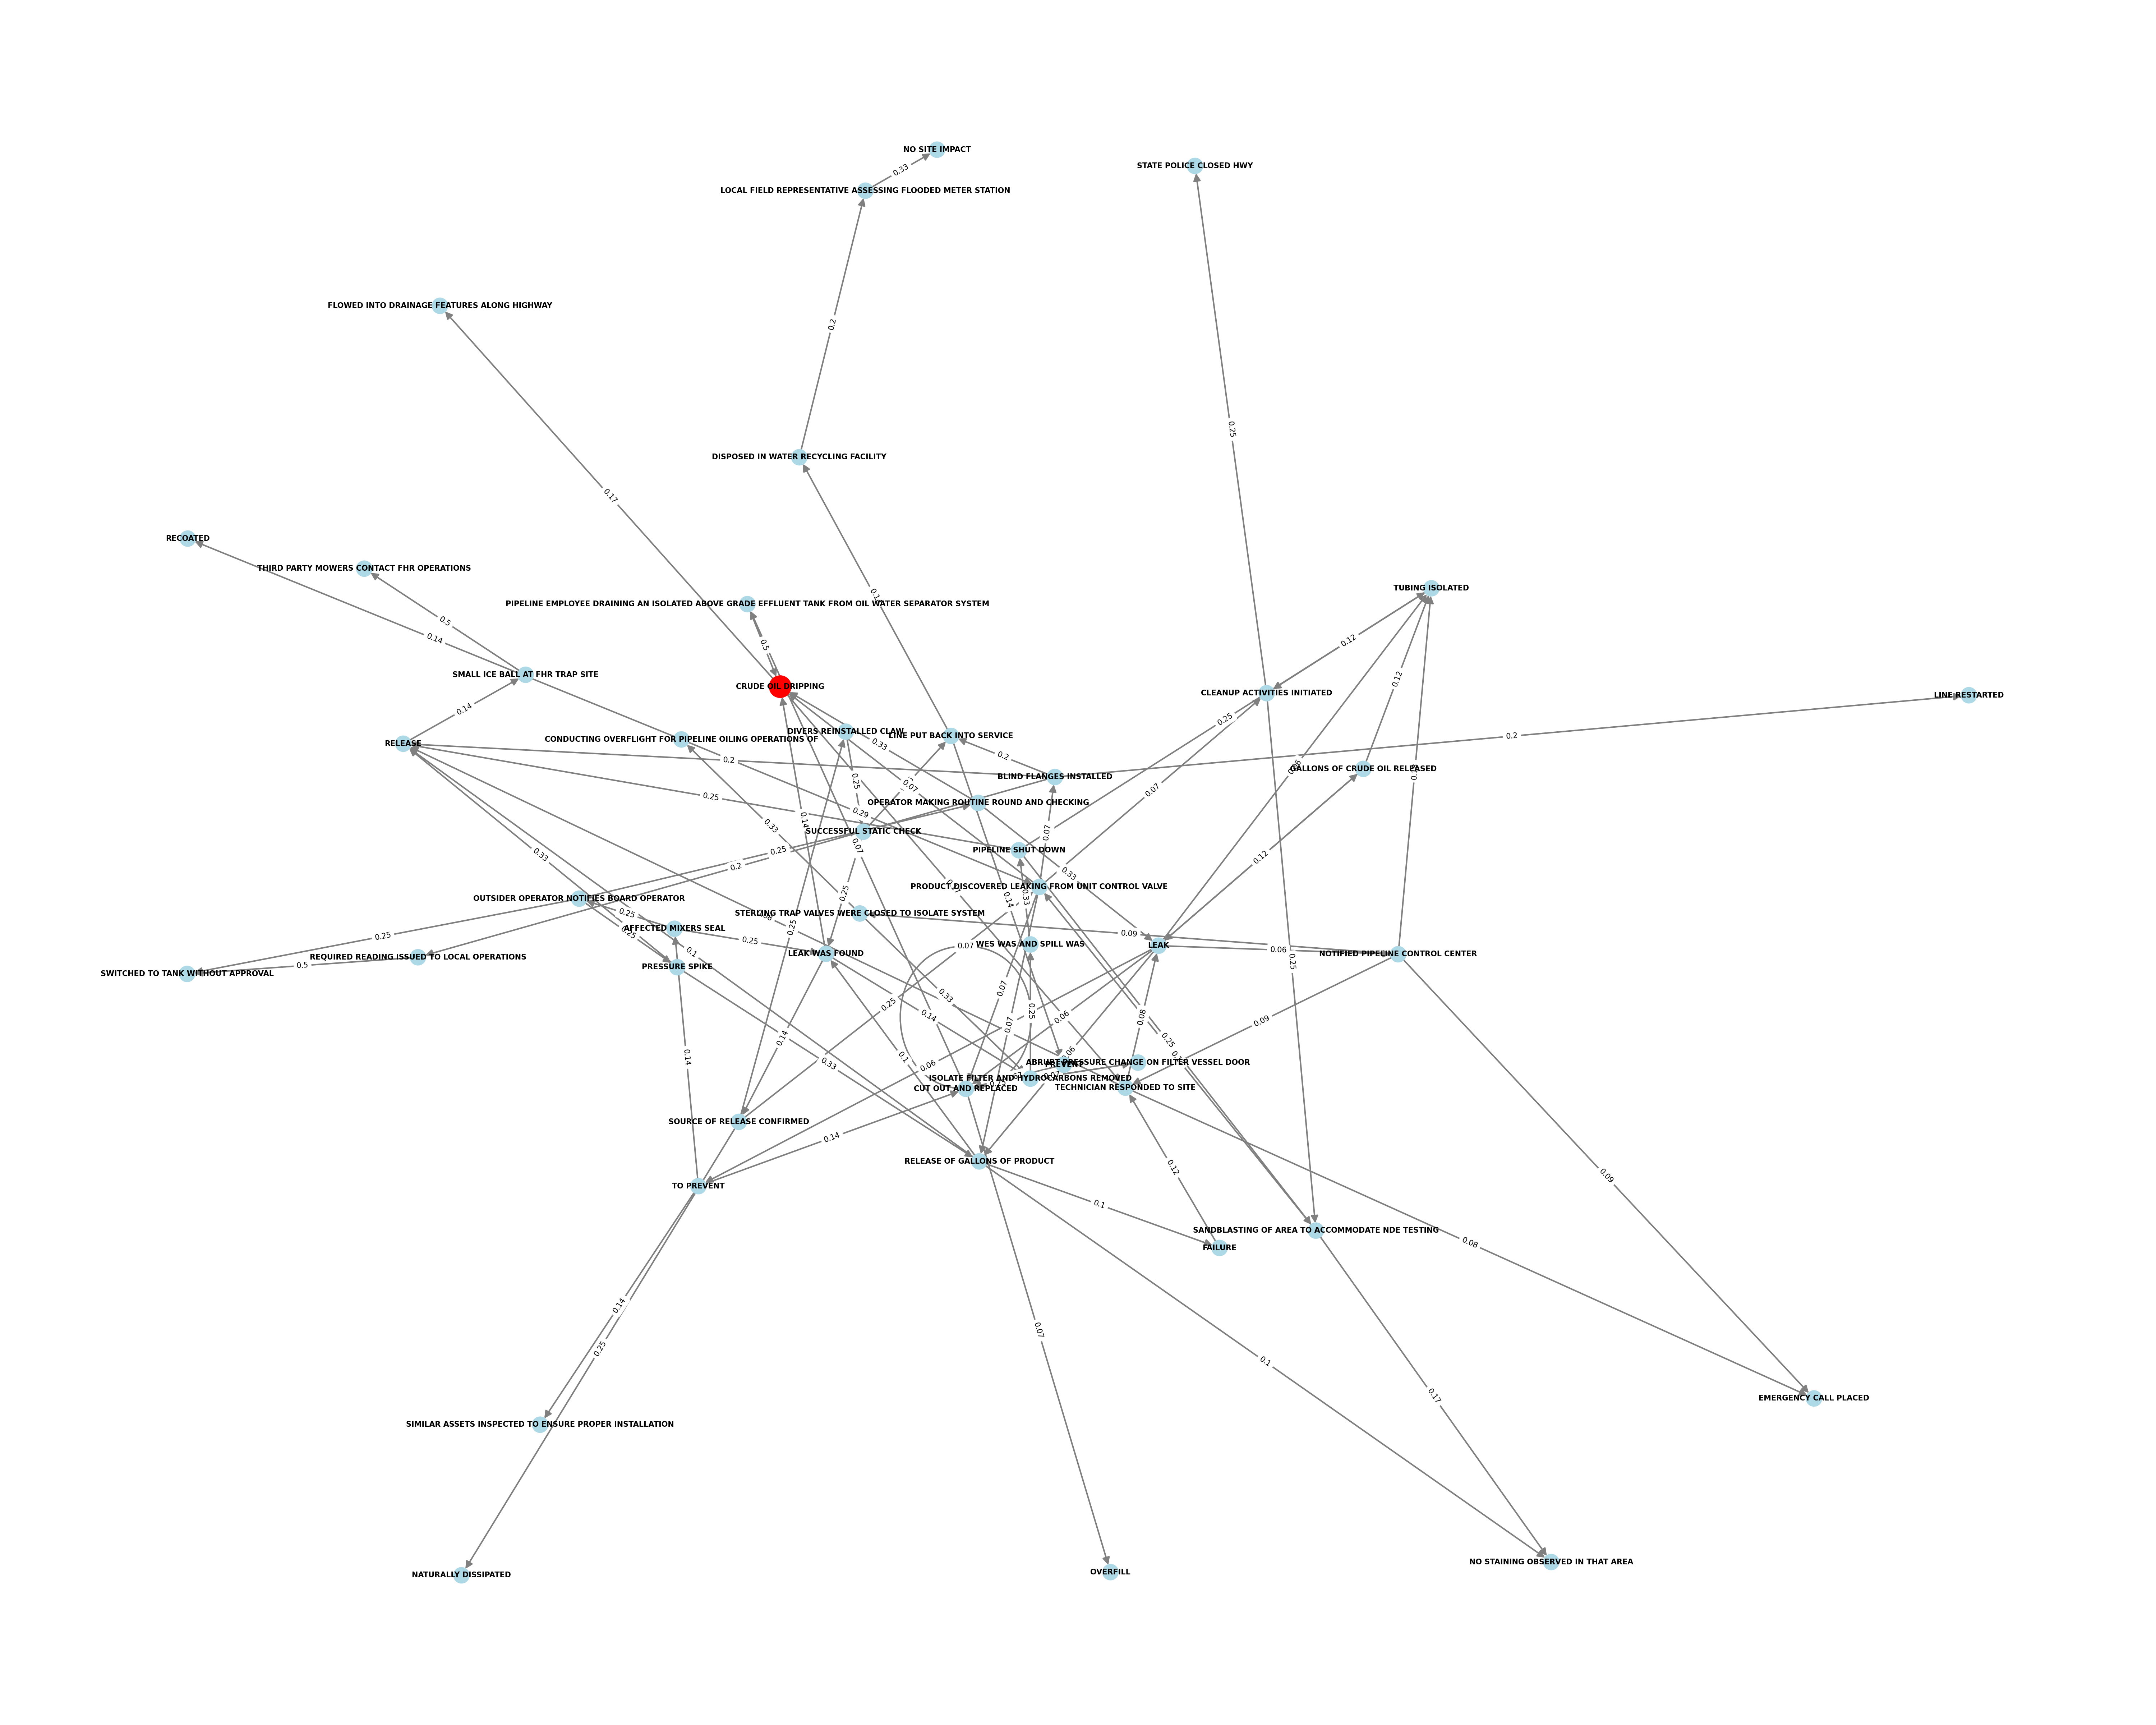 NO SITE IMPACT
0.33
STATE POLICE CLOSED HWY
LOCAL FIELD REPRESENTATIVE ASSESSING FLOODED METER STATION
FLOWED INTO DRAINAGE FEATURES ALONG HIGHWAY
0.2
0.25
DISPOSED IN WATER RECYCLING FACILITY
0.17
RECOATED
THIRD PARTY MOWERS CONTACT FHR OPERATIONS
TUBING ISOLATED
PIPELINE EMPLOYEE DRAINING AN ISOLATED ABOVE GRADE EFFLUENT TANK FROM OIL WATER SEPARATOR SYSTEM
0.5
0.14
0.5
0.12
SMALL ICE BALL AT FHR TRAP SITE
0.12
CRUDE OIL DRIPPING
CLEANUP ACTIVITIES INITIATED
LINE RESTARTED
0.14
0.25
DIVERS REINSTALLED CLAW
LINE PUT BACK INTO SERVICE
0.2
RELEASE
CONDUCTING OVERFLIGHT FOR PIPELINE OILING OPERATIONS OF
0.33
0.2
0.2
GALLONS OF CRUDE OIL RELEASED
BLIND FLANGES INSTALLED
0.25
0.07
0.07
0.25
OPERATOR MAKING ROUTINE ROUND AND CHECKING
0.29
0.14
0.33
SUCCESSFUL STATIC CHECK
0.07
0.07
0.33
0.25
PIPELINE SHUT DOWN
0.12
0.2
0.33
PRODUCT DISCOVERED LEAKING FROM UNIT CONTROL VALVE
0.25
0.33
0.14
OUTSIDER OPERATOR NOTIFIES BOARD OPERATOR
0.25
STERLING TRAP VALVES WERE CLOSED TO ISOLATE SYSTEM
0.25
AFFECTED MIXERS SEAL
0.25
0.25
0.09
0.25
0.25
0.07
WES WAS AND SPILL WAS
LEAK
0.06
0.1
LEAK WAS FOUND
NOTIFIED PIPELINE CONTROL CENTER
REQUIRED READING ISSUED TO LOCAL OPERATIONS
0.5
PRESSURE SPIKE
SWITCHED TO TANK WITHOUT APPROVAL
0.25
0.07
0.33
0.25
0.25
0.14
0.06
0.08
0.09
0.07
0.14
0.25
0.14
0.1
0.06
0.06
0.33
ABRUPT PRESSURE CHANGE ON FILTER VESSEL DOOR
PREVENT
ISOLATE FILTER AND HYDROCARBONS REMOVED
CUT OUT AND REPLACED
TECHNICIAN RESPONDED TO SITE
SOURCE OF RELEASE CONFIRMED
0.14
RELEASE OF GALLONS OF PRODUCT
0.12
0.09
TO PREVENT
0.1
SANDBLASTING OF AREA TO ACCOMMODATE NDE TESTING
0.08
FAILURE
0.14
0.07
0.25
0.1
0.17
EMERGENCY CALL PLACED
SIMILAR ASSETS INSPECTED TO ENSURE PROPER INSTALLATION
NO STAINING OBSERVED IN THAT AREA
OVERFILL
NATURALLY DISSIPATED